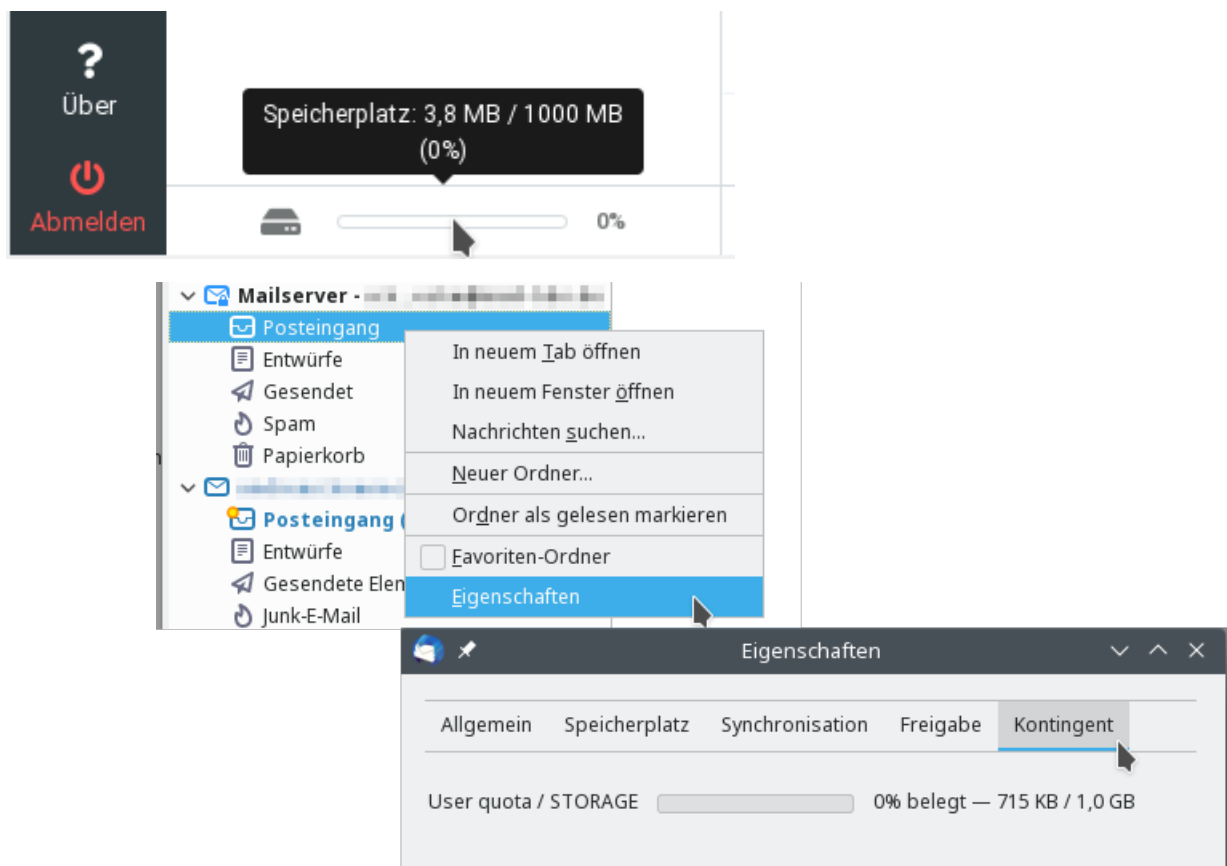 ?
Über
Abmelden
Speicherplatz: 3,8 MB / 1000 MB
(0%)
0%
Mailserver -
Posteingang
Entwürfe
Gesendet
Spam
Papierkorb
Posteingang (
Entwürfe
Gesendete Elen
Junk-E-Mail
In neuem Tab öffnen
In neuem Fenster öffnen
Nachrichten suchen...
Neuer Ordner...
Ordner als gelesen markieren
Favoriten-Ordner
Eigenschaften
Eigenschaften
Allgemein Speicherplatz Synchronisation Freigabe Kontingent
User quota / STORAGE 0% belegt — 715 KB / 1,0 GB